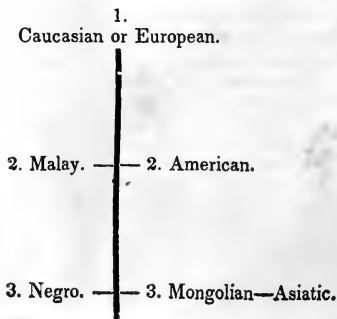 1.
Caucasian or European.
2. Malay. 2. American.
3. Negro. 3. Mongolian—Asiatic.